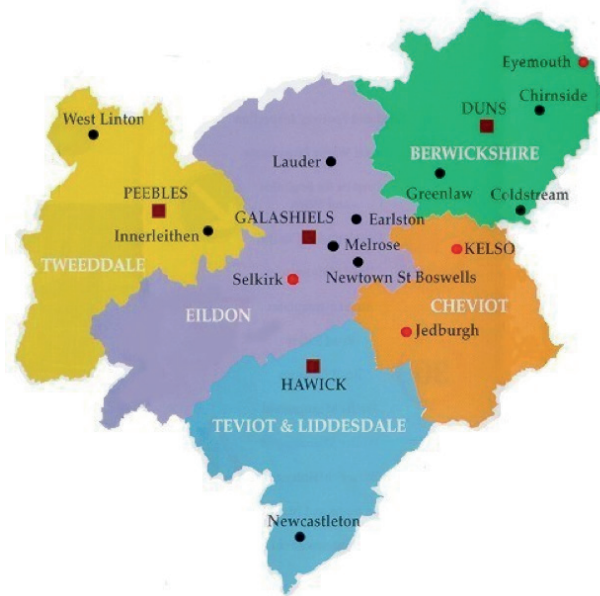 Eyemouth
Chirnside
DUNS
West Linton
BERWICKSHIRE
Lauder
PEEBLES
Greenlaw
Coldstream
GALASHIELS
Earlston
Innerleithen
Melrose
KELSO
TWEEDDALE
Selkirk
Newtown St Boswells
CHEVIOT
EILDON
Jedburgh
HAWICK
TEVIOT & LIDDESDALE
Newcastleton